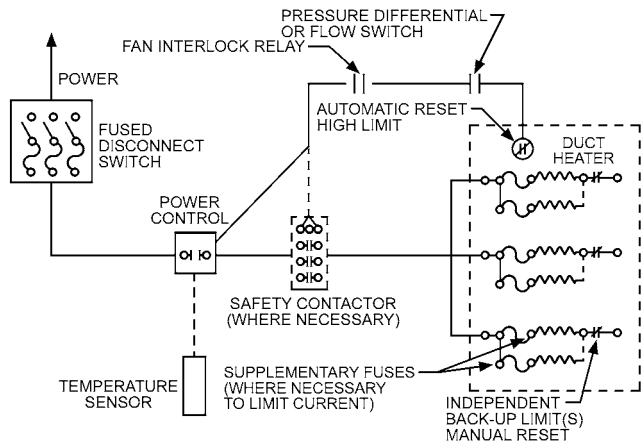 PRESSURE DIFFERENTIAL
OR FLOW SWITCH
FAN INTERLOCK RELAY
POWER
AUTOMATIC RESET
HIGH LIMIT
FUSED
DISCONNECT
SWITCH
DUCT
HEATER
POWER
CONTROL
SAFETY CONTACTOR
(WHERE NECESSARY)
TEMPERATURE
SENSOR
SUPPLEMENTARY FUSES
(WHERE NECESSARY
TO LIMIT CURRENT)
INDEPENDENT
BACK-UP LIMIT(S)
MANUAL RESET